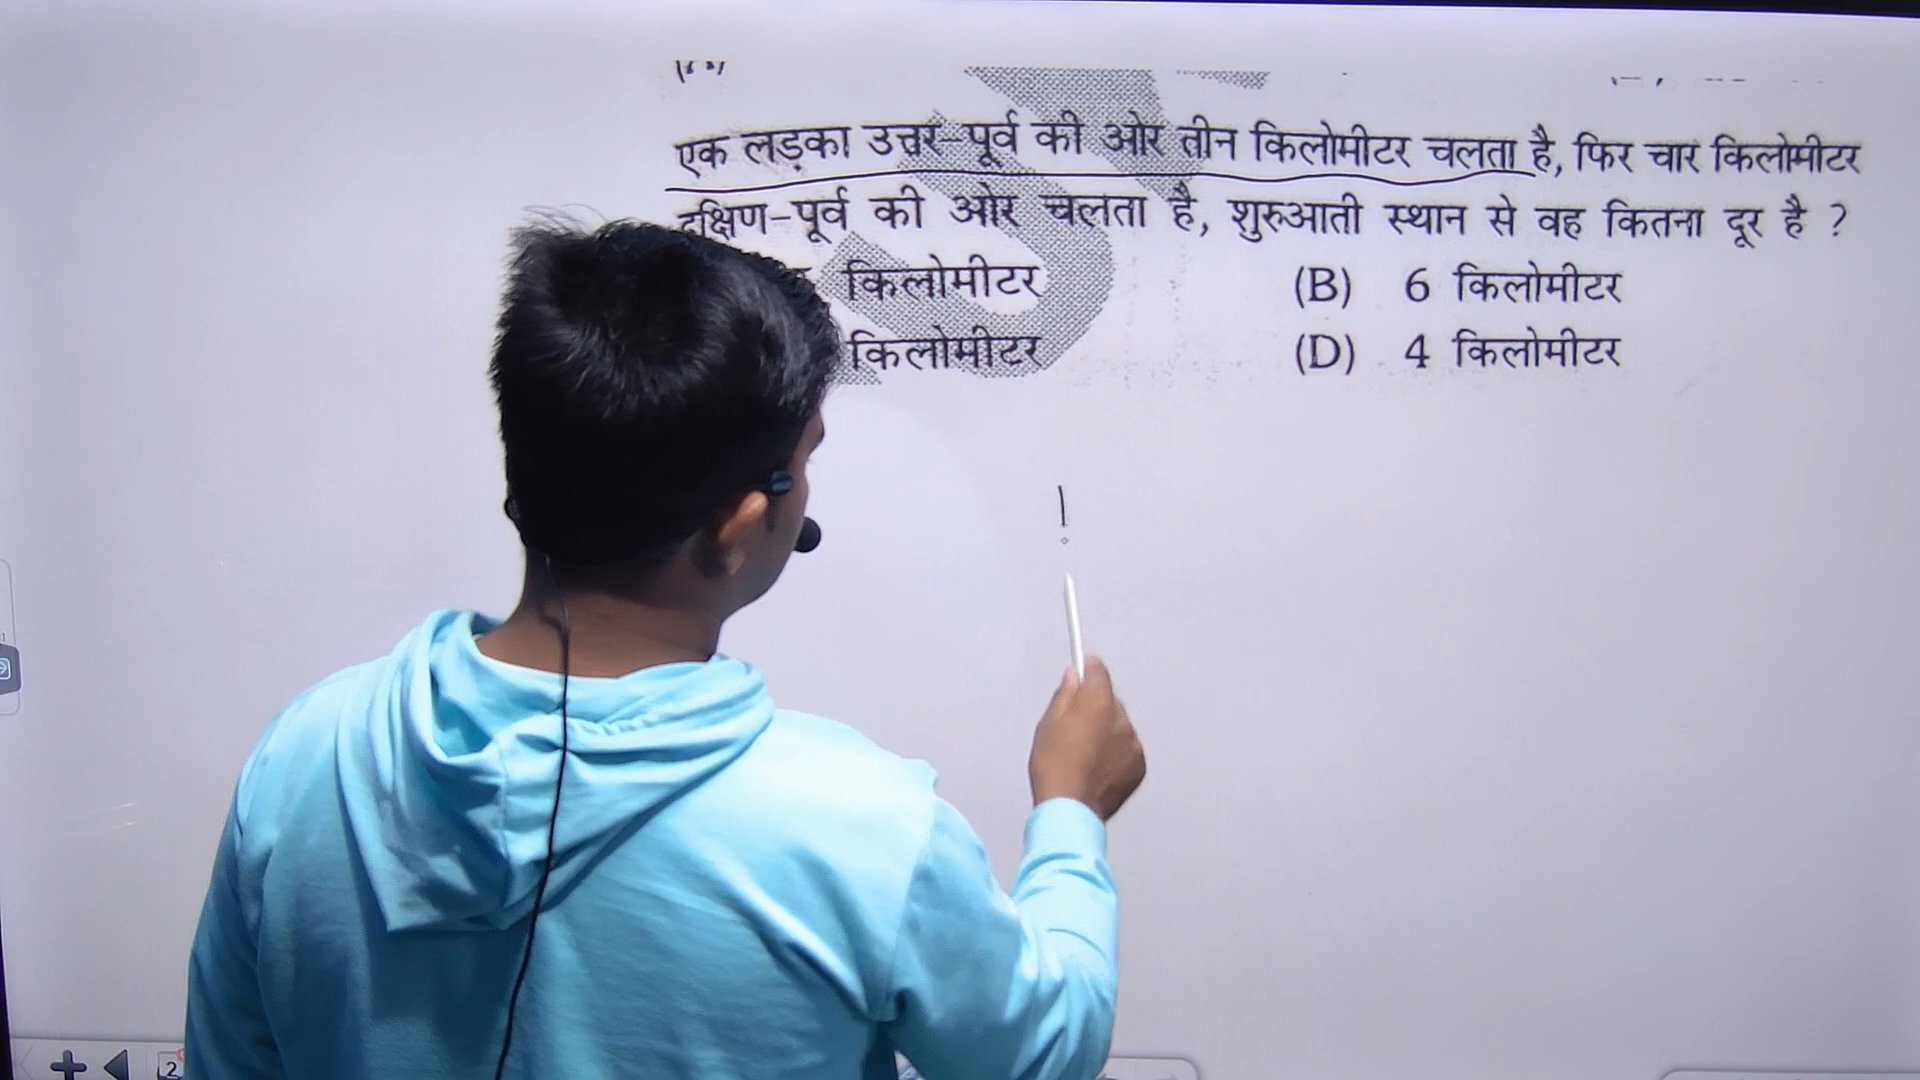 एक लड़का उत्तर-पूर्व की ओर तीन किलोमीटर चलता है, फिर चार किलोमीटर
दक्षिण-पूर्व की ओर चलता है, शुरुआती स्थान से वह कितना दूर है ?
किलोमीटर (B) 6 किलोमीटर
किलोमीटर (D) 4 किलोमीटर
2